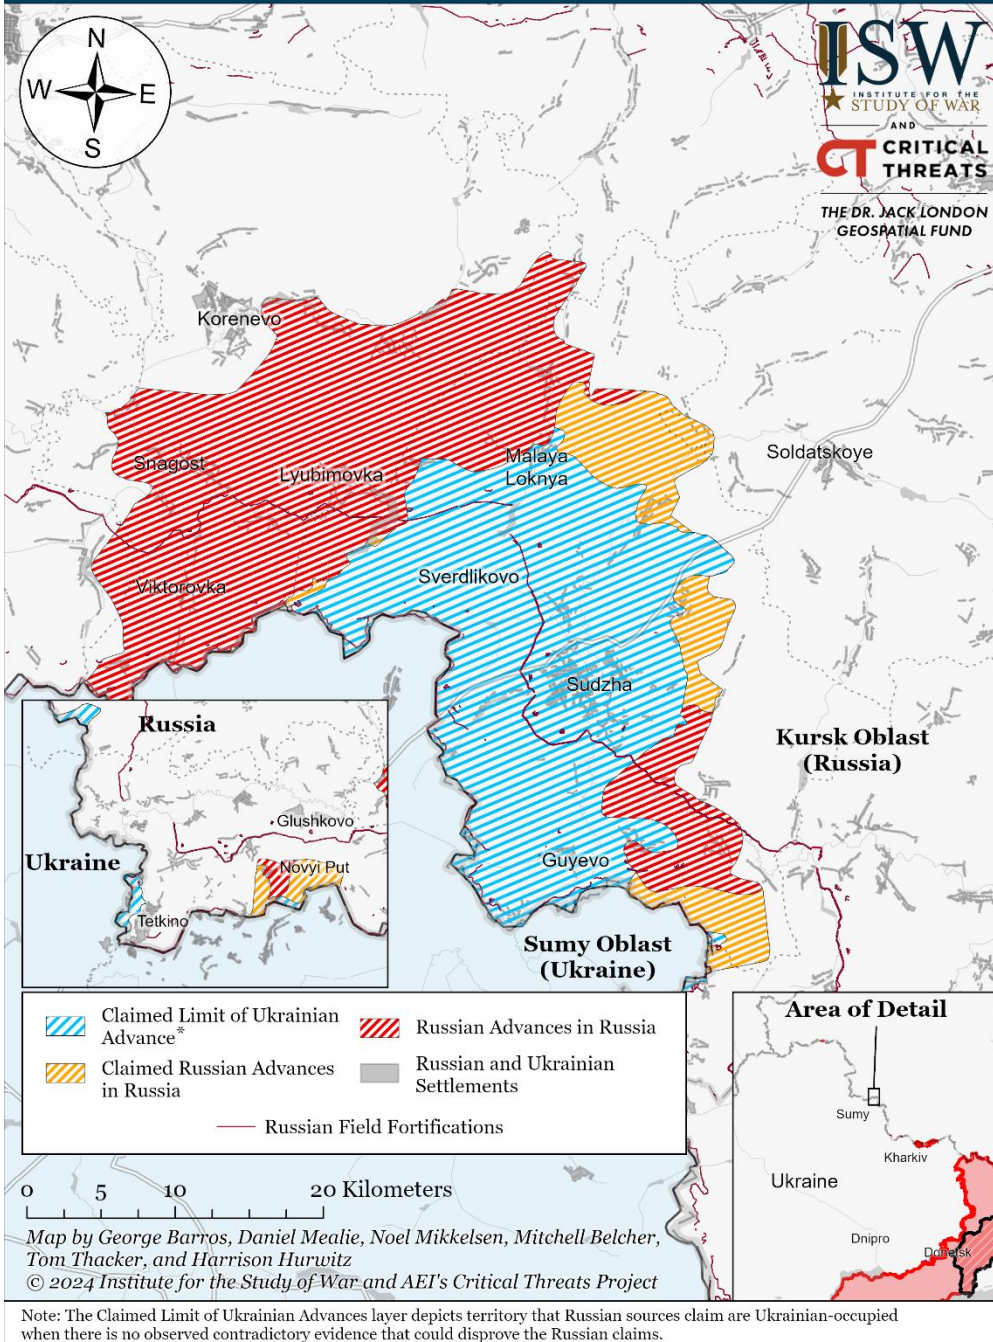 N
W E
S
ISW
INSTITUTE FOR THE
STUDY OF WAR
AND
CT CRITICAL
THREATS
THE DR. JACK LONDON
GEOSPATIAL FUND
Korenevo
Snagost
Lyubimovka
Malaya
Loknya
Soldatskoye
Viktorovka
Sverdlikovo
Sudzha
Kursk Oblast
(Russia)
Guyevo
Sumy Oblast
(Ukraine)
Russia
Glushkovo
Ukraine
Novyi Put
Tetkino
Claimed Limit of Ukrainian
Advance*
Russian Advances in Russia
Claimed Russian Advances
in Russia
Russian and Ukrainian
Settlements
Russian Field Fortifications
Area of Detail
Sumy
Kharkiv
Ukraine
Dnipro
Donetsk
0 5 10 20 Kilometers
Map by George Barros, Daniel Mealie, Noel Mikkelsen, Mitchell Belcher,
Tom Thacker, and Harrison Hurwitz
© 2024 Institute for the Study of War and AEI's Critical Threats Project
Note: The Claimed Limit of Ukrainian Advances layer depicts territory that Russian sources claim are Ukrainian-occupied
when there is no observed contradictory evidence that could disprove the Russian claims.